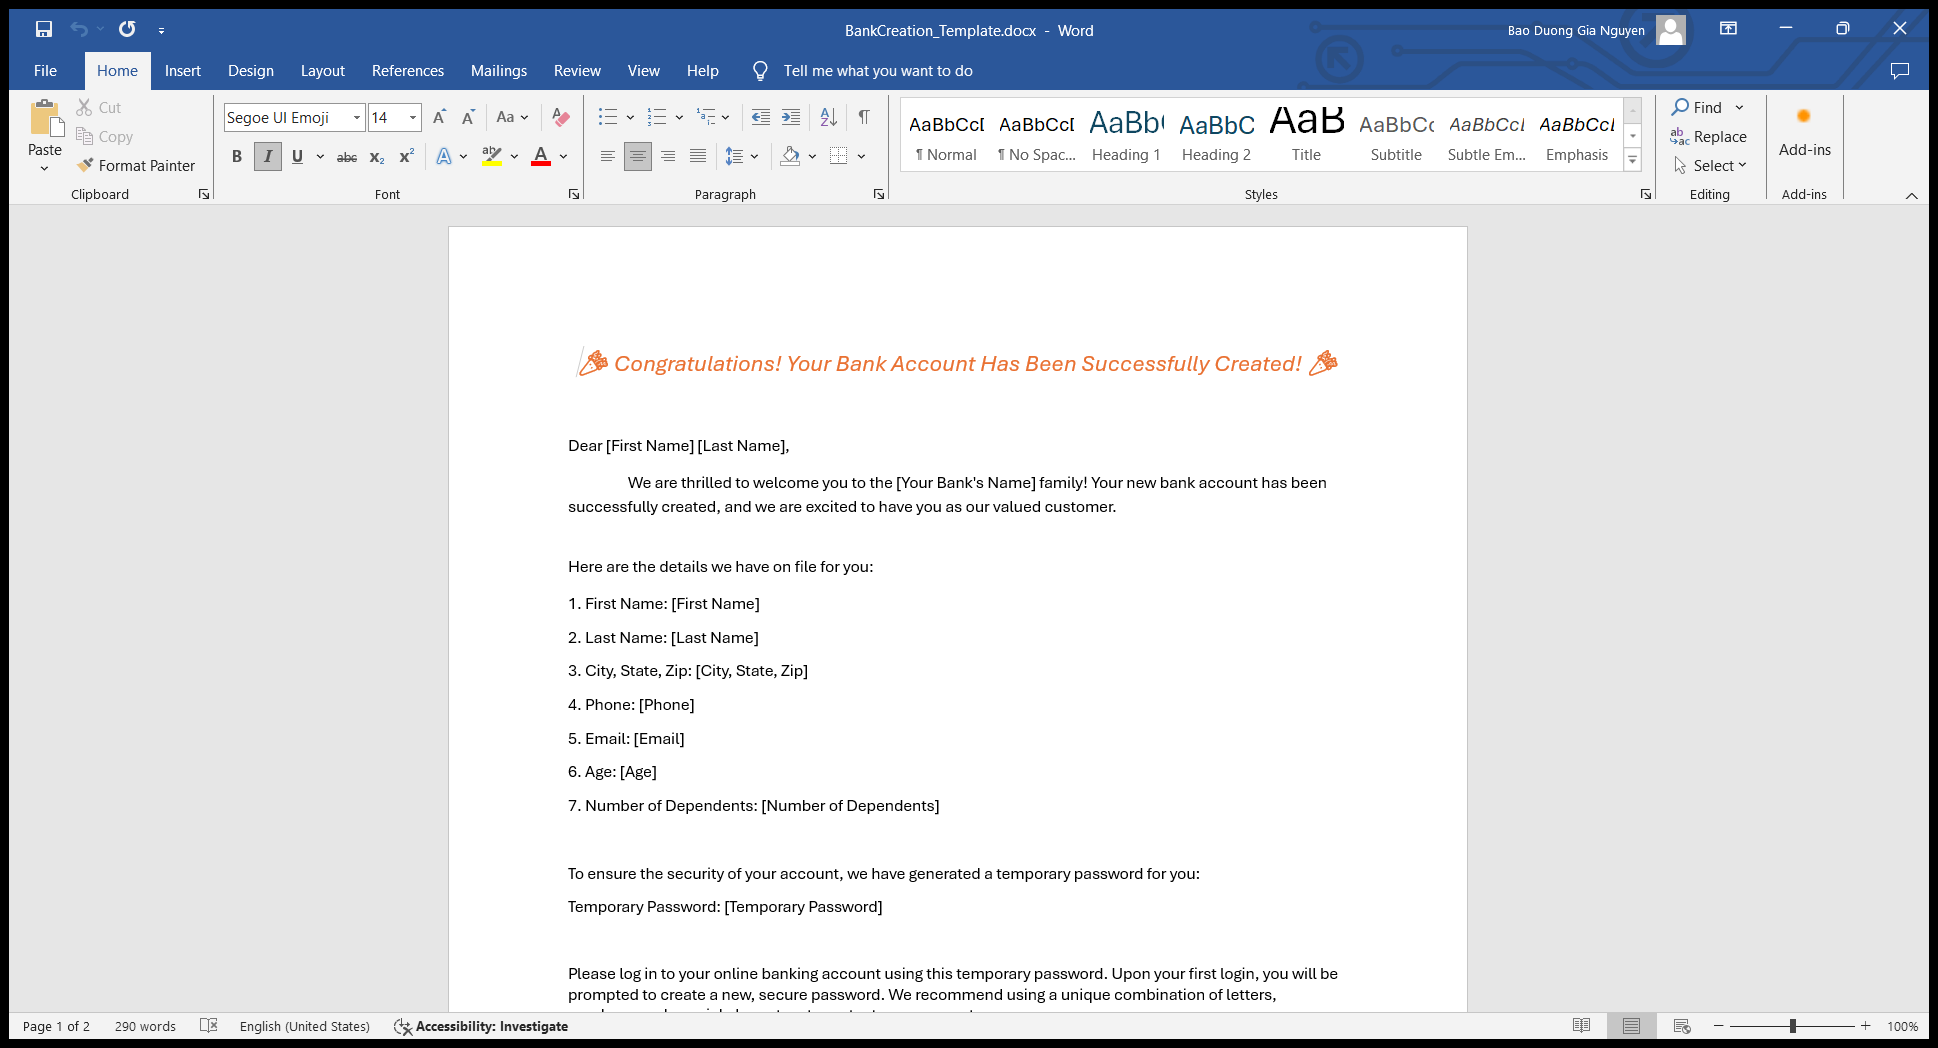 BankCreation_Template.docx - Word
Bao Duong Gia Nguyen
File Home Insert Design Layout References Mailings Review View Help Tell me what you want to do
Paste
Cut
Copy
Format Painter
Clipboard
Segoe UI Emoji 14
Font
Paragraph
AaBbCcD AaBbCcD AaBb( AaBbC AaB AaBbCc AaBbCcL AaBbCcL
¶ Normal ¶ No Spac... Heading 1 Heading 2 Title Subtitle Subtle Em... Emphasis
Styles
Find
Replace
Select
Editing
Add-ins
Add-ins
🎉 Congratulations! Your Bank Account Has Been Successfully Created! 🎉
Dear [First Name] [Last Name],
We are thrilled to welcome you to the [Your Bank's Name] family! Your new bank account has been
successfully created, and we are excited to have you as our valued customer.
Here are the details we have on file for you:
1. First Name: [First Name]
2. Last Name: [Last Name]
3. City, State, Zip: [City, State, Zip]
4. Phone: [Phone]
5. Email: [Email]
6. Age: [Age]
7. Number of Dependents: [Number of Dependents]
To ensure the security of your account, we have generated a temporary password for you:
Temporary Password: [Temporary Password]
Please log in to your online banking account using this temporary password. Upon your first login, you will be
prompted to create a new, secure password. We recommend using a unique combination of letters,
Page 1 of 2 290 words English (United States) Accessibility: Investigate 100%